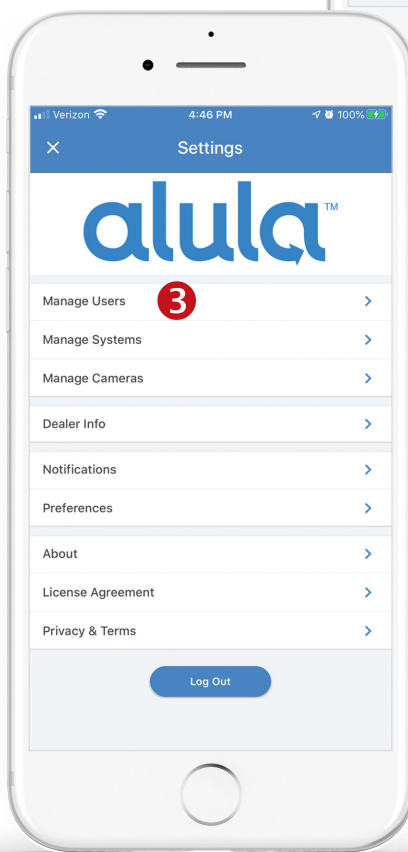 Verizon 4:46 PM 100%
Settings
alula™
Manage Users 3
Manage Systems
Manage Cameras
Dealer Info
Notifications
Preferences
About
License Agreement
Privacy & Terms
Log Out